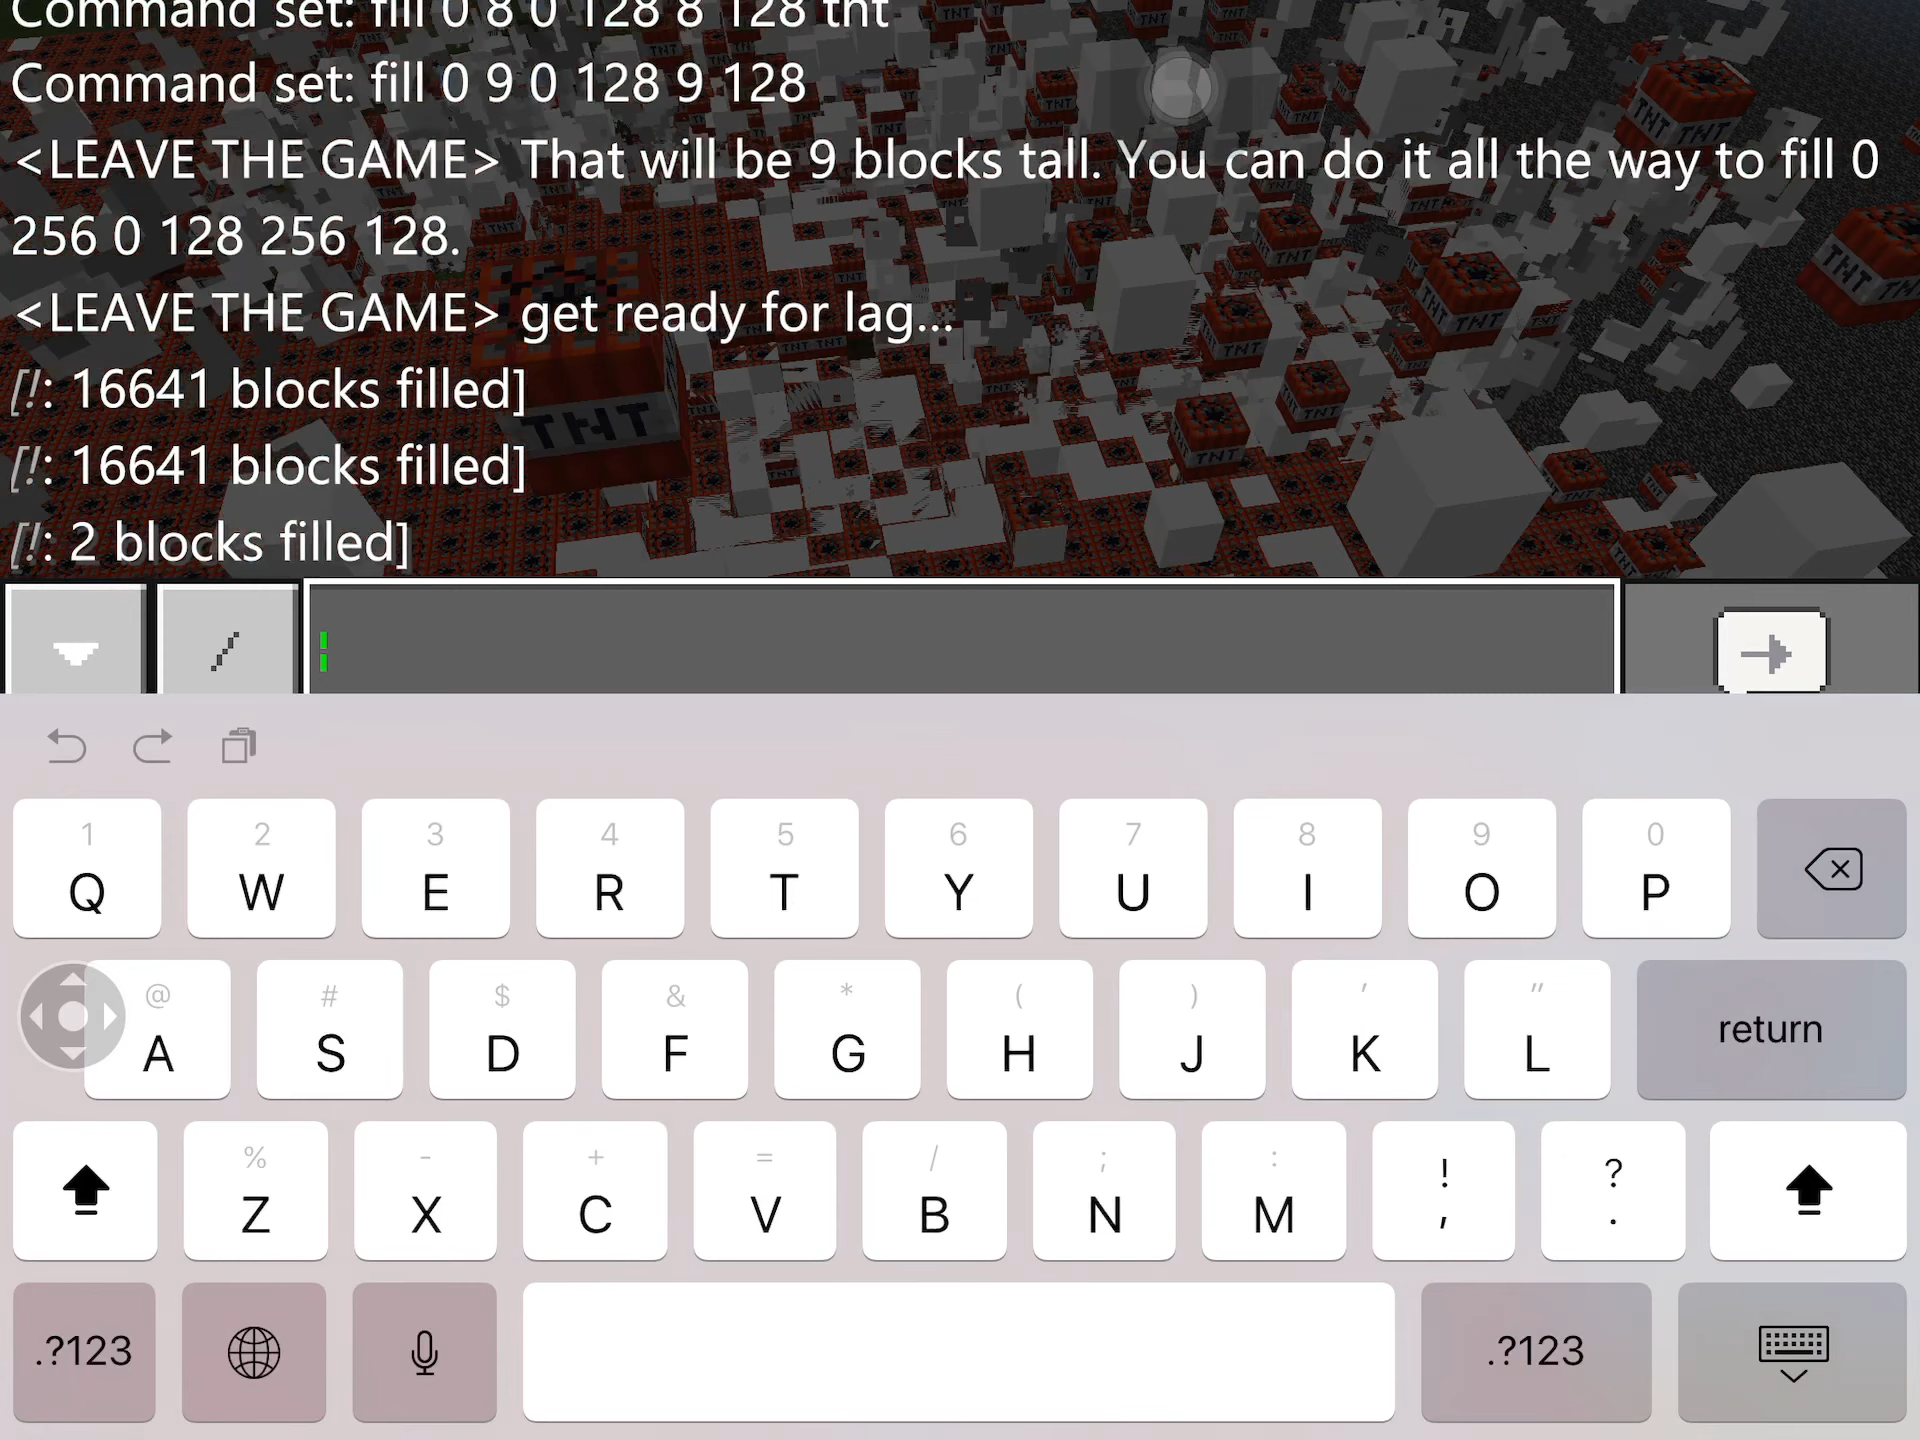 Command set: fill 0 8 0 128 8 128 tnt
Command set: fill 0 9 0 128 9 128
<LEAVE THE GAME> That will be 9 blocks tall. You can do it all the way to fill 0
256 0 128 256 128.
<LEAVE THE GAME> get ready for lag...
[!: 16641 blocks filled]
[!: 16641 blocks filled]
[!: 2 blocks filled]
TNT
/
1 2 3 4 5 6 7 8 9 0
Q W E R T Y U I O P
@ # $ & * ( ) ' "
A S D F G H J K L return
% - + = / ; : ! ?
Z X C V B N M , .
.?123 .?123